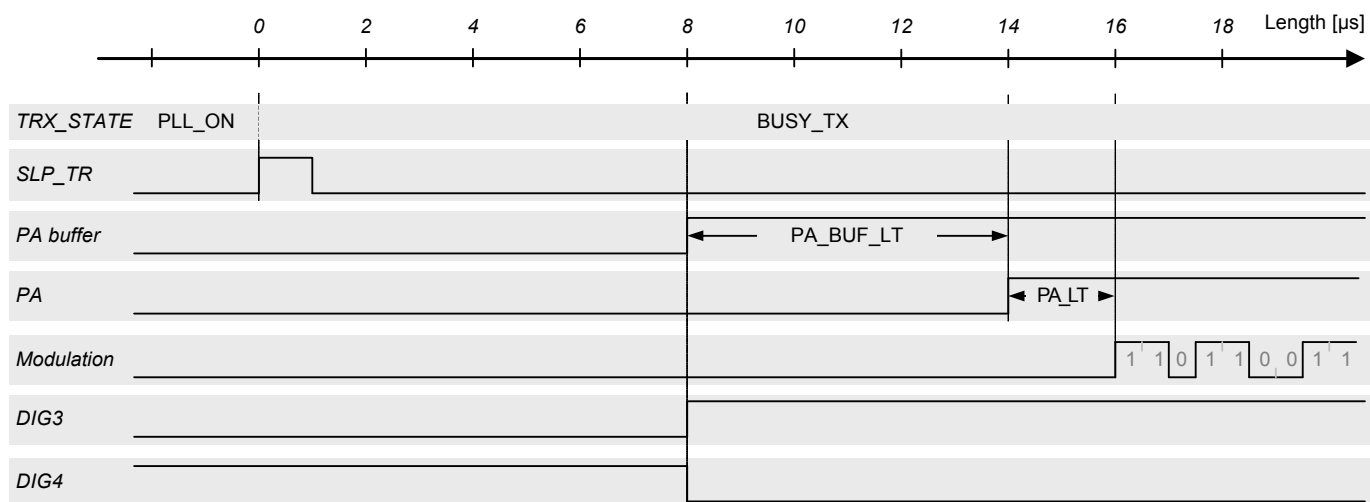 0 2 4 6 8 10 12 14 16 18 Length [µs]
TRX_STATE PLL_ON BUSY_TX
SLP_TR
PA buffer PA_BUF_LT
PA PA_LT
Modulation 1 1 0 1 1 0 0 1 1
DIG3
DIG4